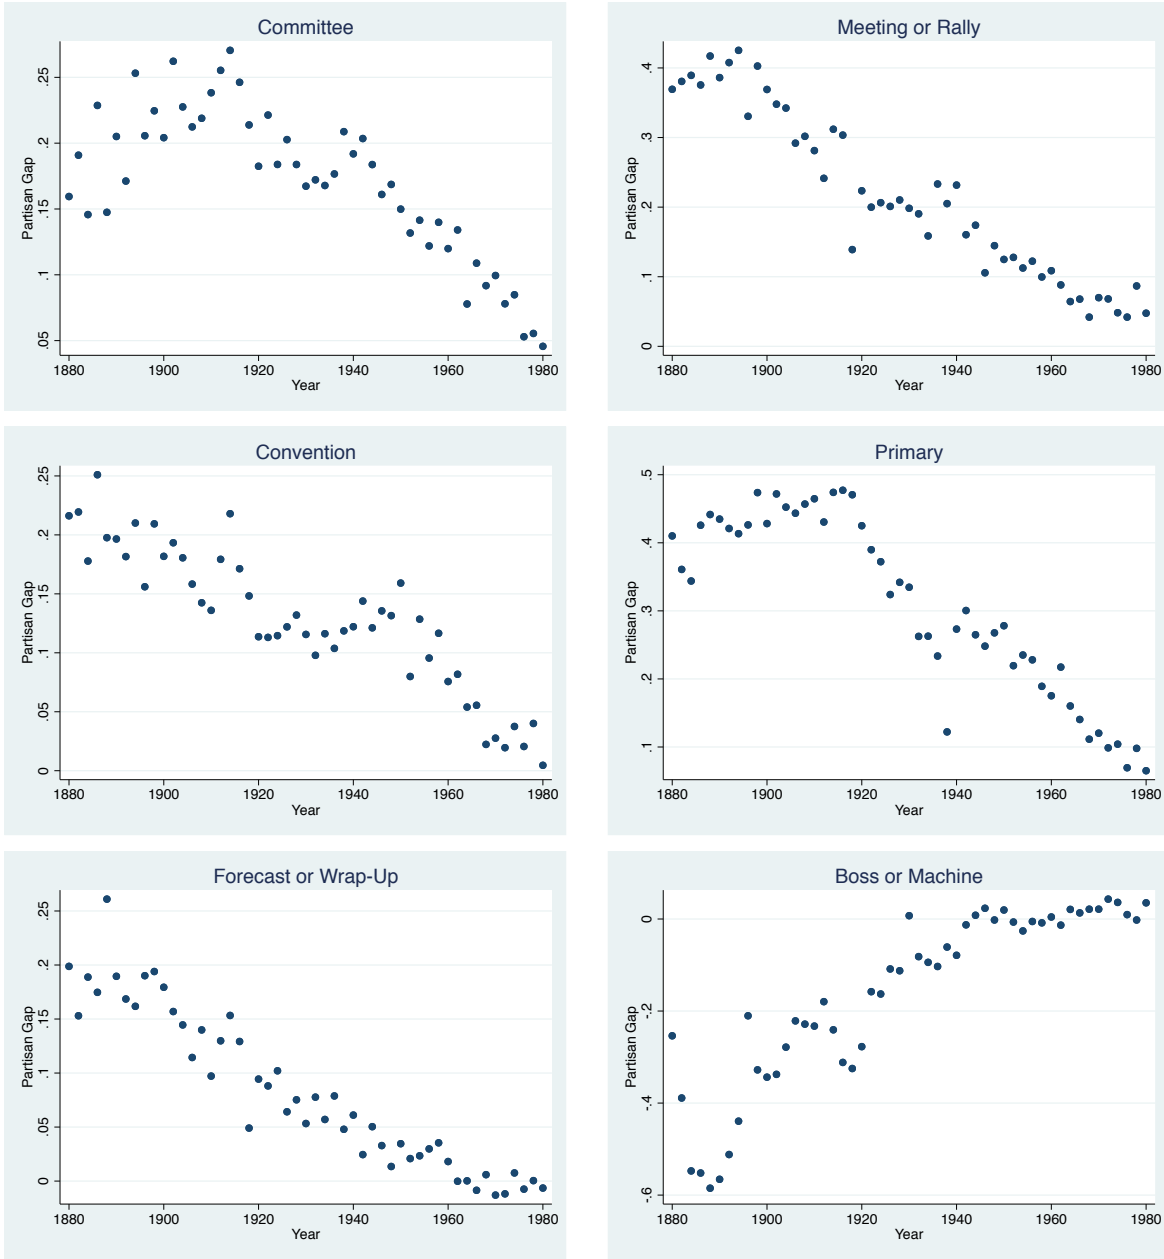 Committee
Partisan Gap
.25
.2
.15
.1
.05
1880 1900 1920 1940 1960 1980
Year
Meeting or Rally
Partisan Gap
.4
.3
.2
.1
0
1880 1900 1920 1940 1960 1980
Year
Convention
Partisan Gap
.25
.2
.15
.1
.05
0
1880 1900 1920 1940 1960 1980
Year
Primary
Partisan Gap
.5
.4
.3
.2
.1
1880 1900 1920 1940 1960 1980
Year
Forecast or Wrap-Up
Partisan Gap
.25
.2
.15
.1
.05
0
1880 1900 1920 1940 1960 1980
Year
Boss or Machine
Partisan Gap
0
-.2
-.4
-.6
1880 1900 1920 1940 1960 1980
Year